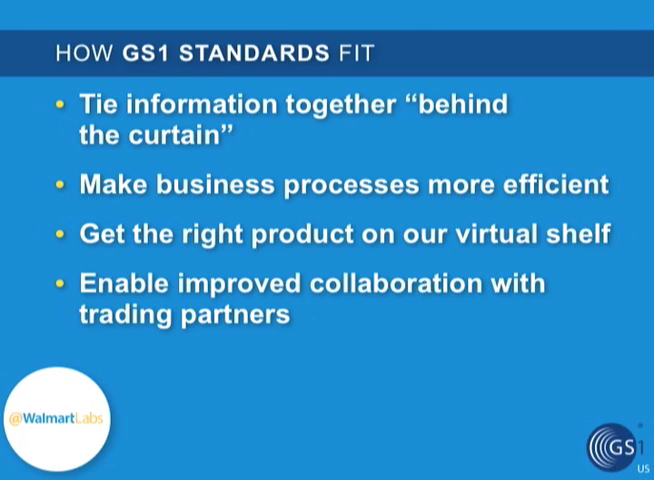 HOW GS1 STANDARDS FIT
• Tie information together “behind
the curtain”
• Make business processes more efficient
• Get the right product on our virtual shelf
• Enable improved collaboration with
trading partners
@WalmartLabs
GS1
US